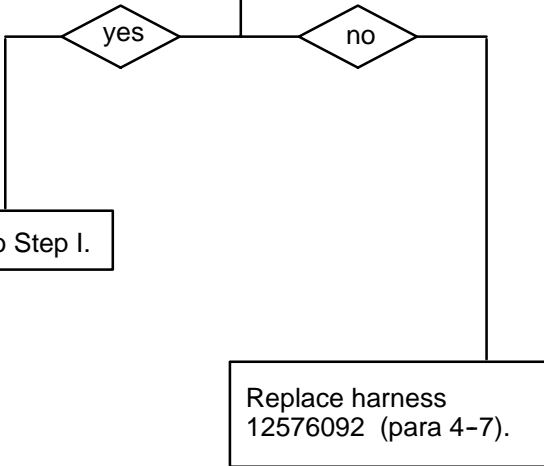 yes
no
Step I.
Replace harness
12576092 (para 4-7).